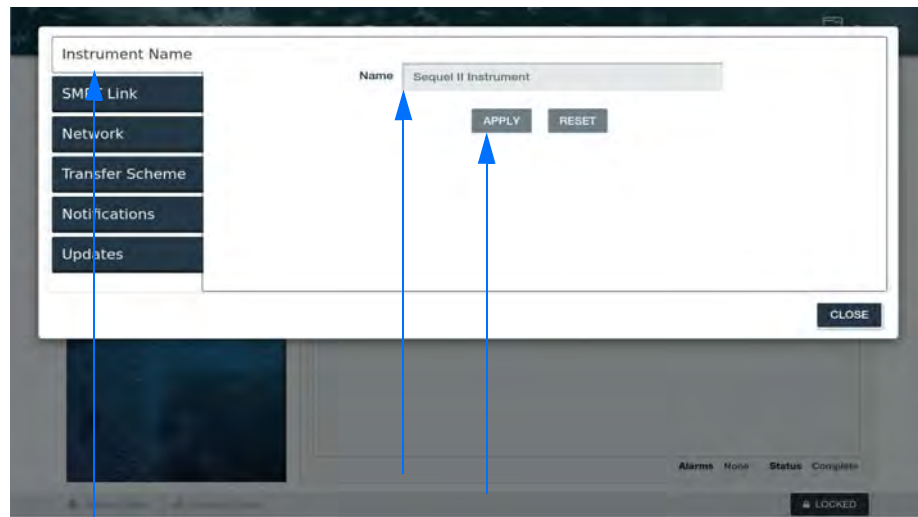 Instrument Name
Name Sequel II Instrument
SMRT Link
APPLY RESET
Network
Transfer Scheme
Notifications
Updates
CLOSE
Alarms None Status Complete
LOCKED